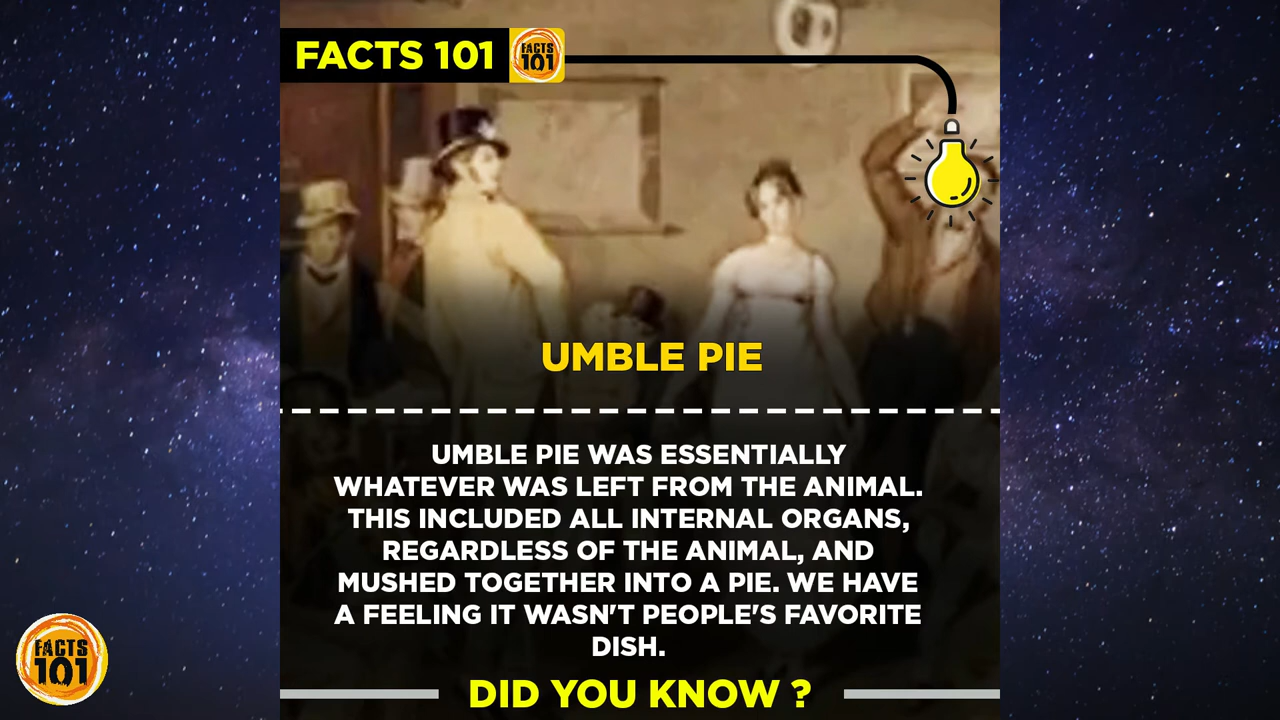 FACTS 101
FACTS
101
UMBLE PIE
UMBLE PIE WAS ESSENTIALLY
WHATEVER WAS LEFT FROM THE ANIMAL.
THIS INCLUDED ALL INTERNAL ORGANS,
REGARDLESS OF THE ANIMAL, AND
MUSHED TOGETHER INTO A PIE. WE HAVE
A FEELING IT WASN'T PEOPLE'S FAVORITE
DISH.
FACTS
101
DID YOU KNOW ?